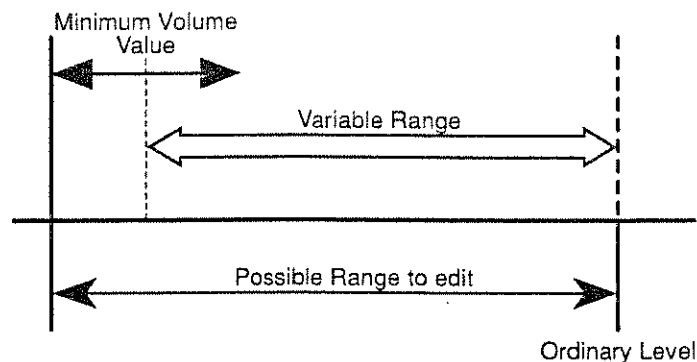 Minimum Volume
Value
Variable Range
Possible Range to edit
Ordinary Level